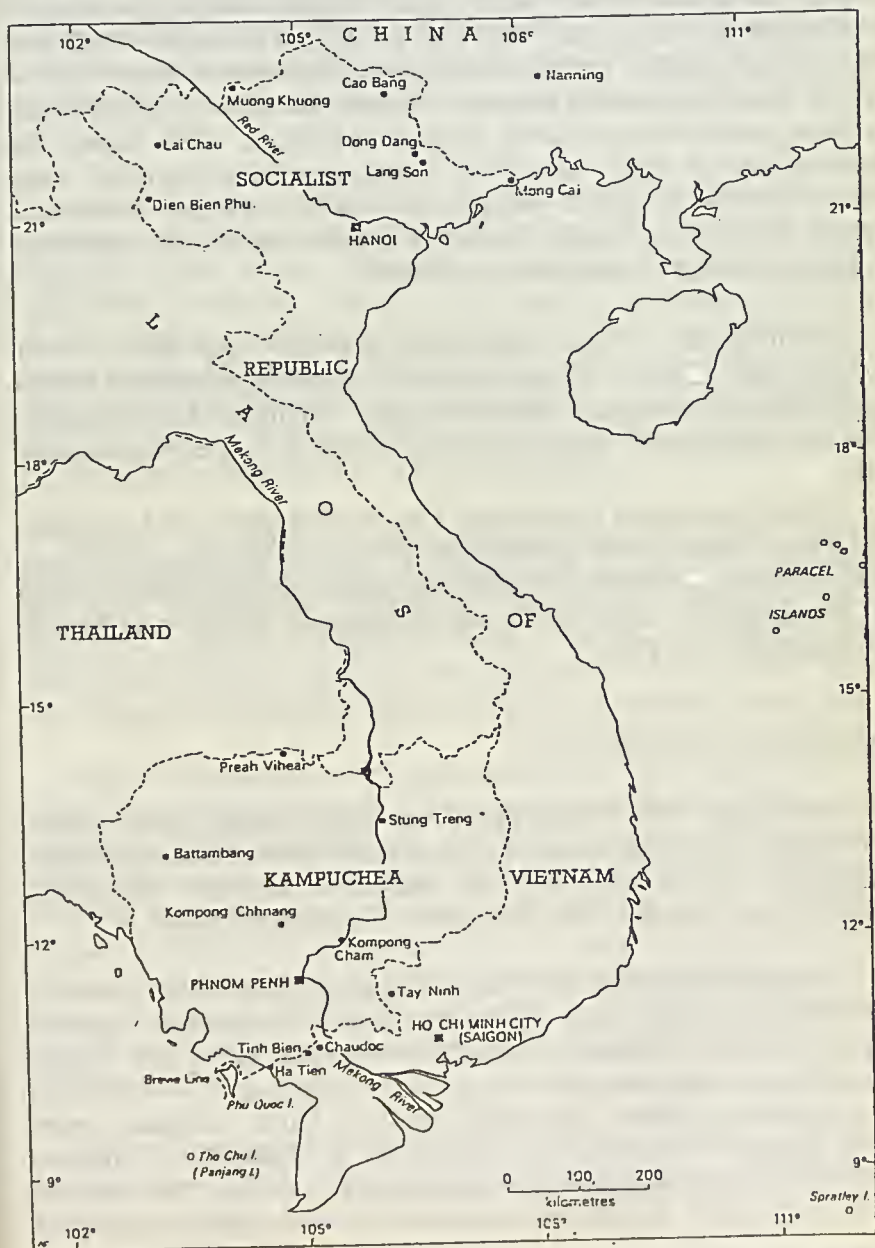 102°
105°
C H I N A
108°
111°
Nanning
Cao Bang
Muong Khuong
Red River
Lai Chau
Dong Dang
Lang Son
SOCIALIST
Mong Cai
Dien Bien Phu.
HANOI
21°
21°
L
REPUBLIC
A
Mekong River
18°
18°
O
PARACEL
ISLANDS
S
THAILAND
OF
15°
15°
Preah Vihear
Stung Treng
Battambang
KAMPUCHEA
VIETNAM
Kompong Chhnang
12°
12°
Kompong
Cham
PHNOM PENH
Tay Ninh
HO CHI MINH CITY
(SAIGON)
Tinh Bien
Chaudoc
Ha Tien
Mekong River
Phu Quoc I.
Tho Chu I.
(Panjang I.)
9°
9°
0 100, 200
kilometres
Spratley I.
102°
105°
111°